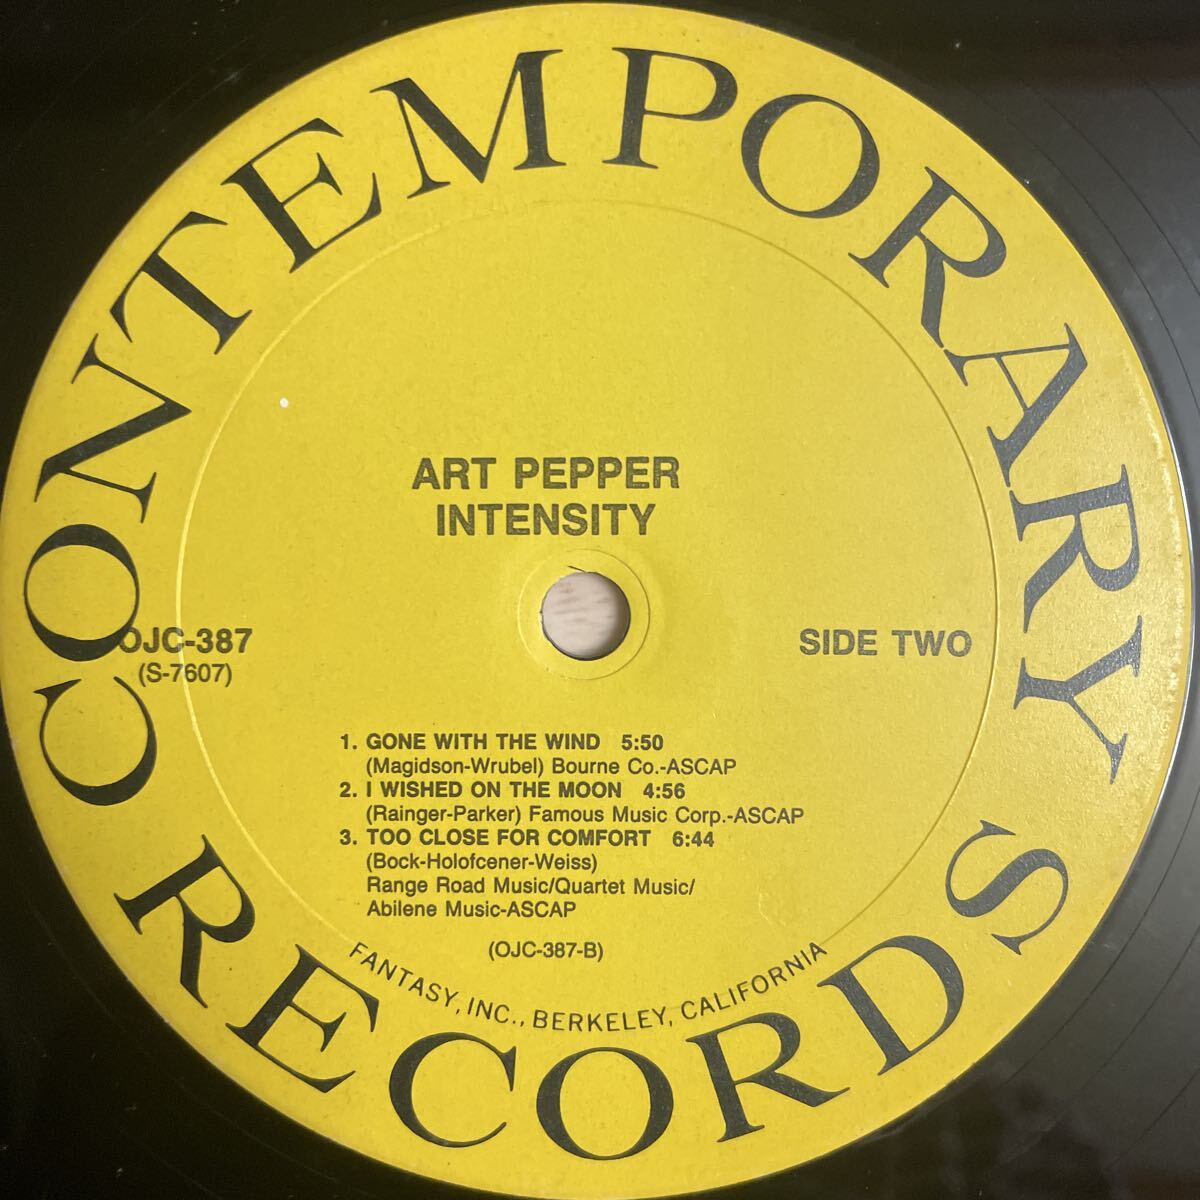 CONTEMPORARY
ART PEPPER
INTENSITY
OJC-387
(S-7607)
SIDE TWO
1. GONE WITH THE WIND 5:50
(Magidson-Wrubel) Bourne Co.-ASCAP
2. I WISHED ON THE MOON 4:56
(Rainger-Parker) Famous Music Corp.-ASCAP
3. TOO CLOSE FOR COMFORT 6:44
(Bock-Holofcener-Weiss)
Range Road Music/Quartet Music/
Abilene Music-ASCAP
(OJC-387-B)
FANTASY, INC., BERKELEY, CALIFORNIA
RECORDS